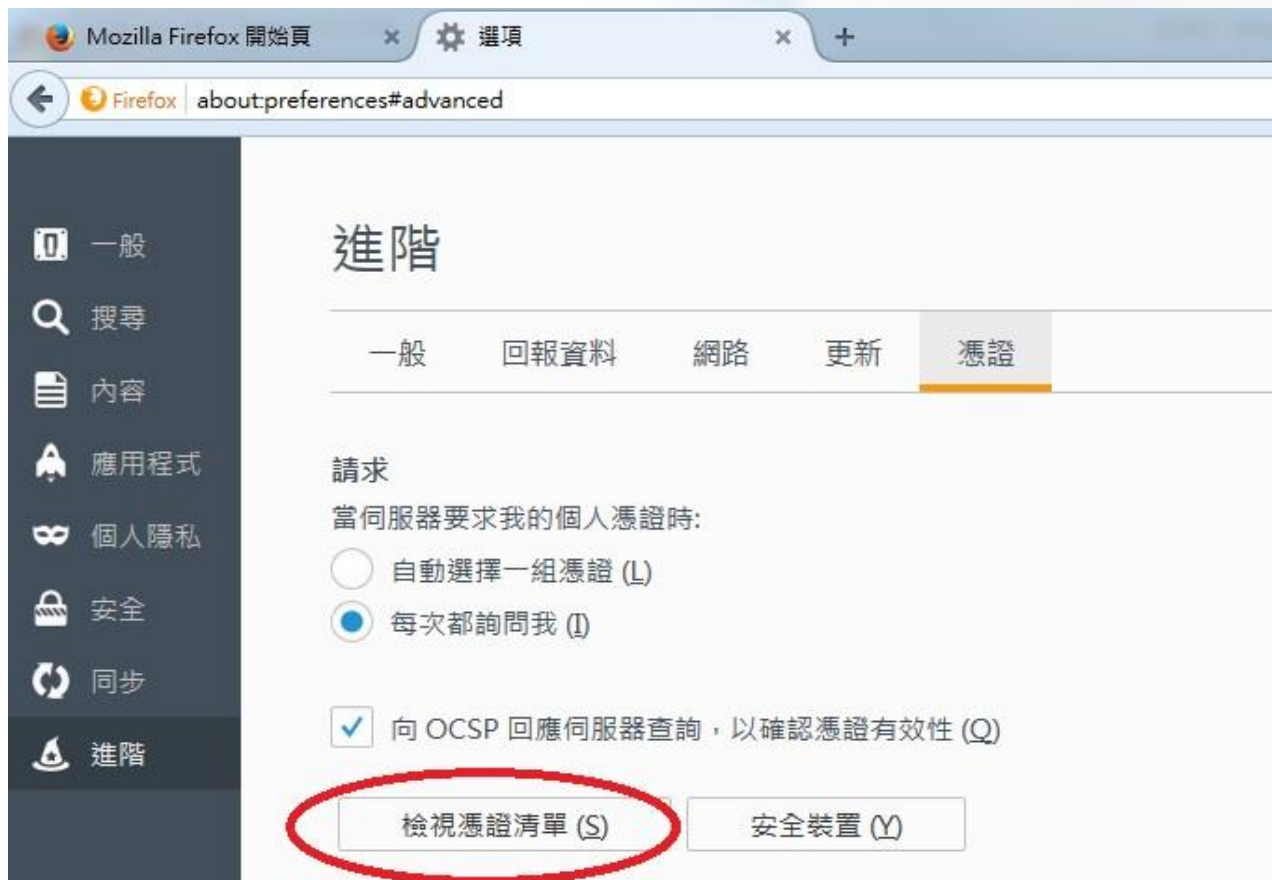 Mozilla Firefox 開始頁
選項
Firefox about:preferences#advanced
一般
搜尋
內容
應用程式
個人隱私
安全
同步
進階
進階
一般 回報資料 網路 更新 憑證
請求
當伺服器要求我的個人憑證時:
自動選擇一組憑證 (L)
每次都詢問我 (I)
向 OCSP 回應伺服器查詢，以確認憑證有效性 (Q)
檢視憑證清單 (S)
安全裝置 (Y)